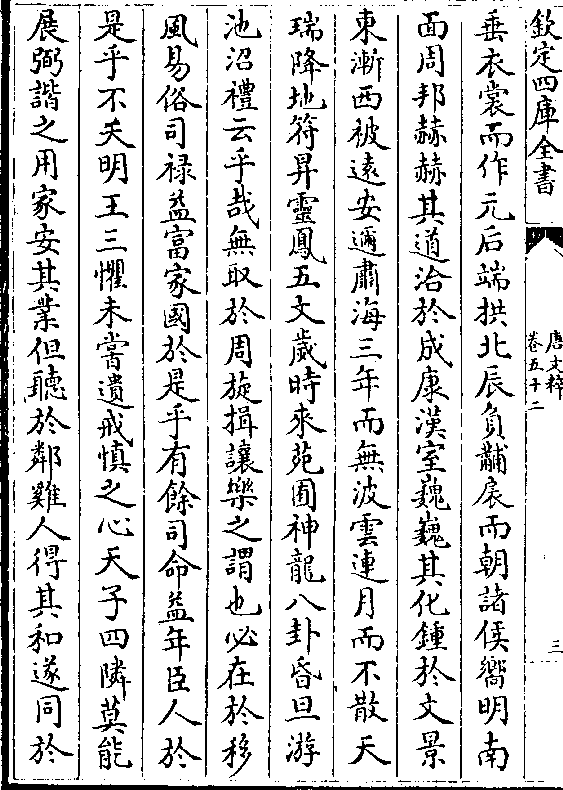 欽定四庫全書
唐文粹
卷五十二
三
垂衣裳而作元后端拱北辰負黼扆而朝諸侯嚮明南
面周邦赫赫其道洽於成康漢室巍巍其化鍾於文景
東漸西被逺安邇肅海三年而無波雲連月而不散天
瑞降地符昇靈鳳五文歲時來苑囿神龍八卦昏旦游
池沼禮云乎哉無取於周旋揖讓樂之謂也必在於移
風易俗司禄益富家國於是乎有餘司命益年臣人於
是乎不夭明王三懼未甞遺戒慎之心天子四隣莫能
展弼諧之用家安其業但聽於鄰雞人得其和遂同於